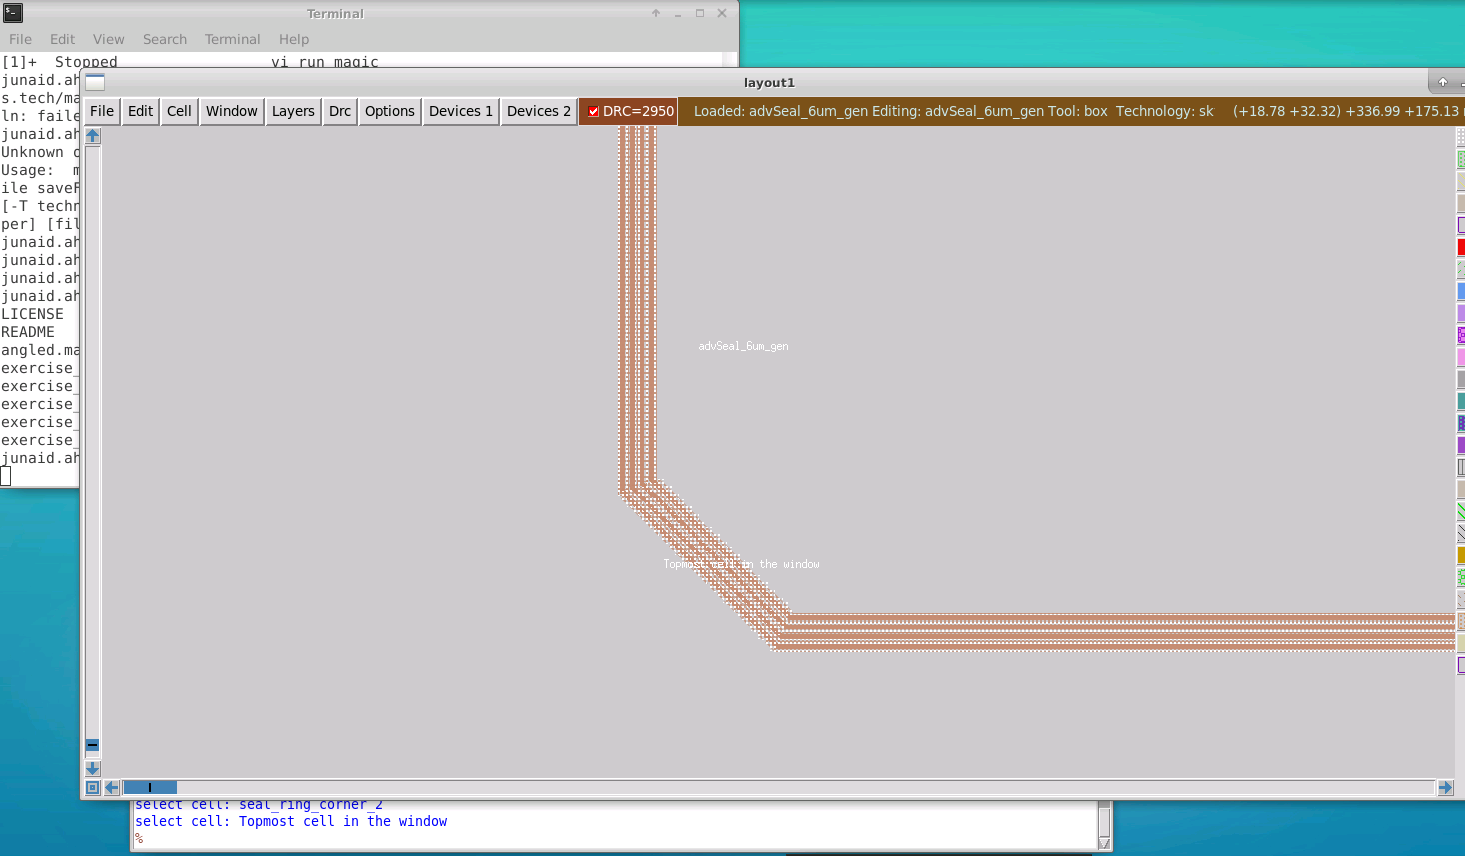 Terminal
File Edit View Search Terminal Help
[1]+  Stopped                 vi run_magic
junaid.ah
s.tech/ma
ln: faile
junaid.ah
Unknown o
Usage:  m
ile saveF
[-T techn
per] [fil
junaid.ah
junaid.ah
junaid.ah
junaid.ah
LICENSE
README
angled.ma
exercise_
exercise_
exercise_
exercise_
exercise_
junaid.ah
layout1
File Edit Cell Window Layers Drc Options Devices 1 Devices 2 DRC=2950 Loaded: advSeal_6um_gen Editing: advSeal_6um_gen Tool: box Technology: sk (+18.78 +32.32) +336.99 +175.13
advSeal_6um_gen
Topmost cell in the window
select cell: seal_ring_corner_2
select cell: Topmost cell in the window
%